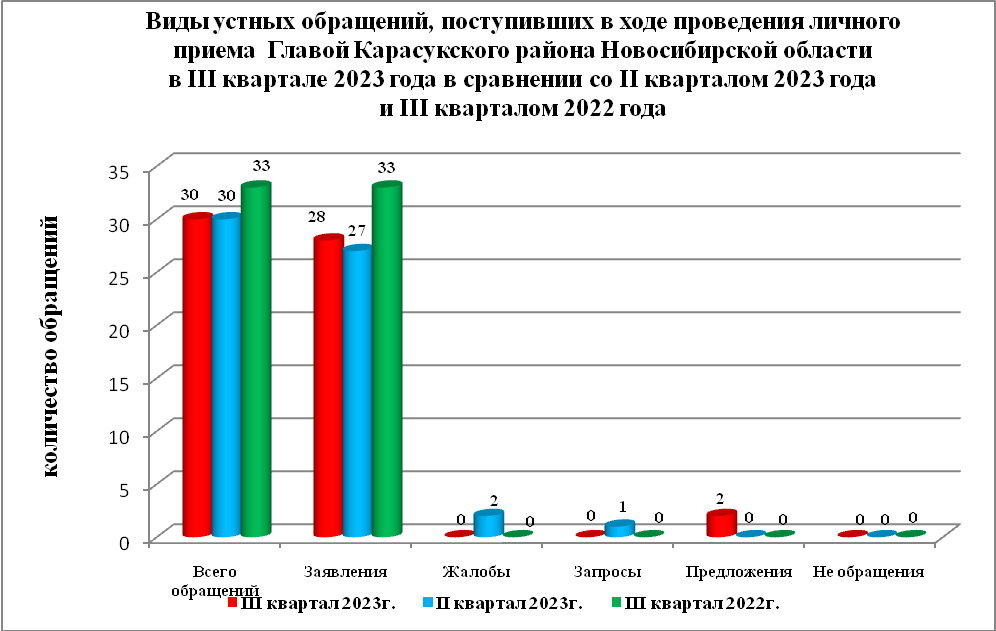 Виды устных обращений, поступивших в ходе проведения личного
приема Главой Карасукского района Новосибирской области
в III квартале 2023 года в сравнении со II кварталом 2023 года
и III кварталом 2022 года
количество обращений
35
30
25
20
15
10
5
0
30
30
33
28
27
33
0
2
0
0
1
0
2
0
0
0
0
0
Всего
обращений
Заявления
Жалобы
Запросы
Предложения
Не обращения
III квартал 2023г.
II квартал 2023г.
III квартал 2022г.